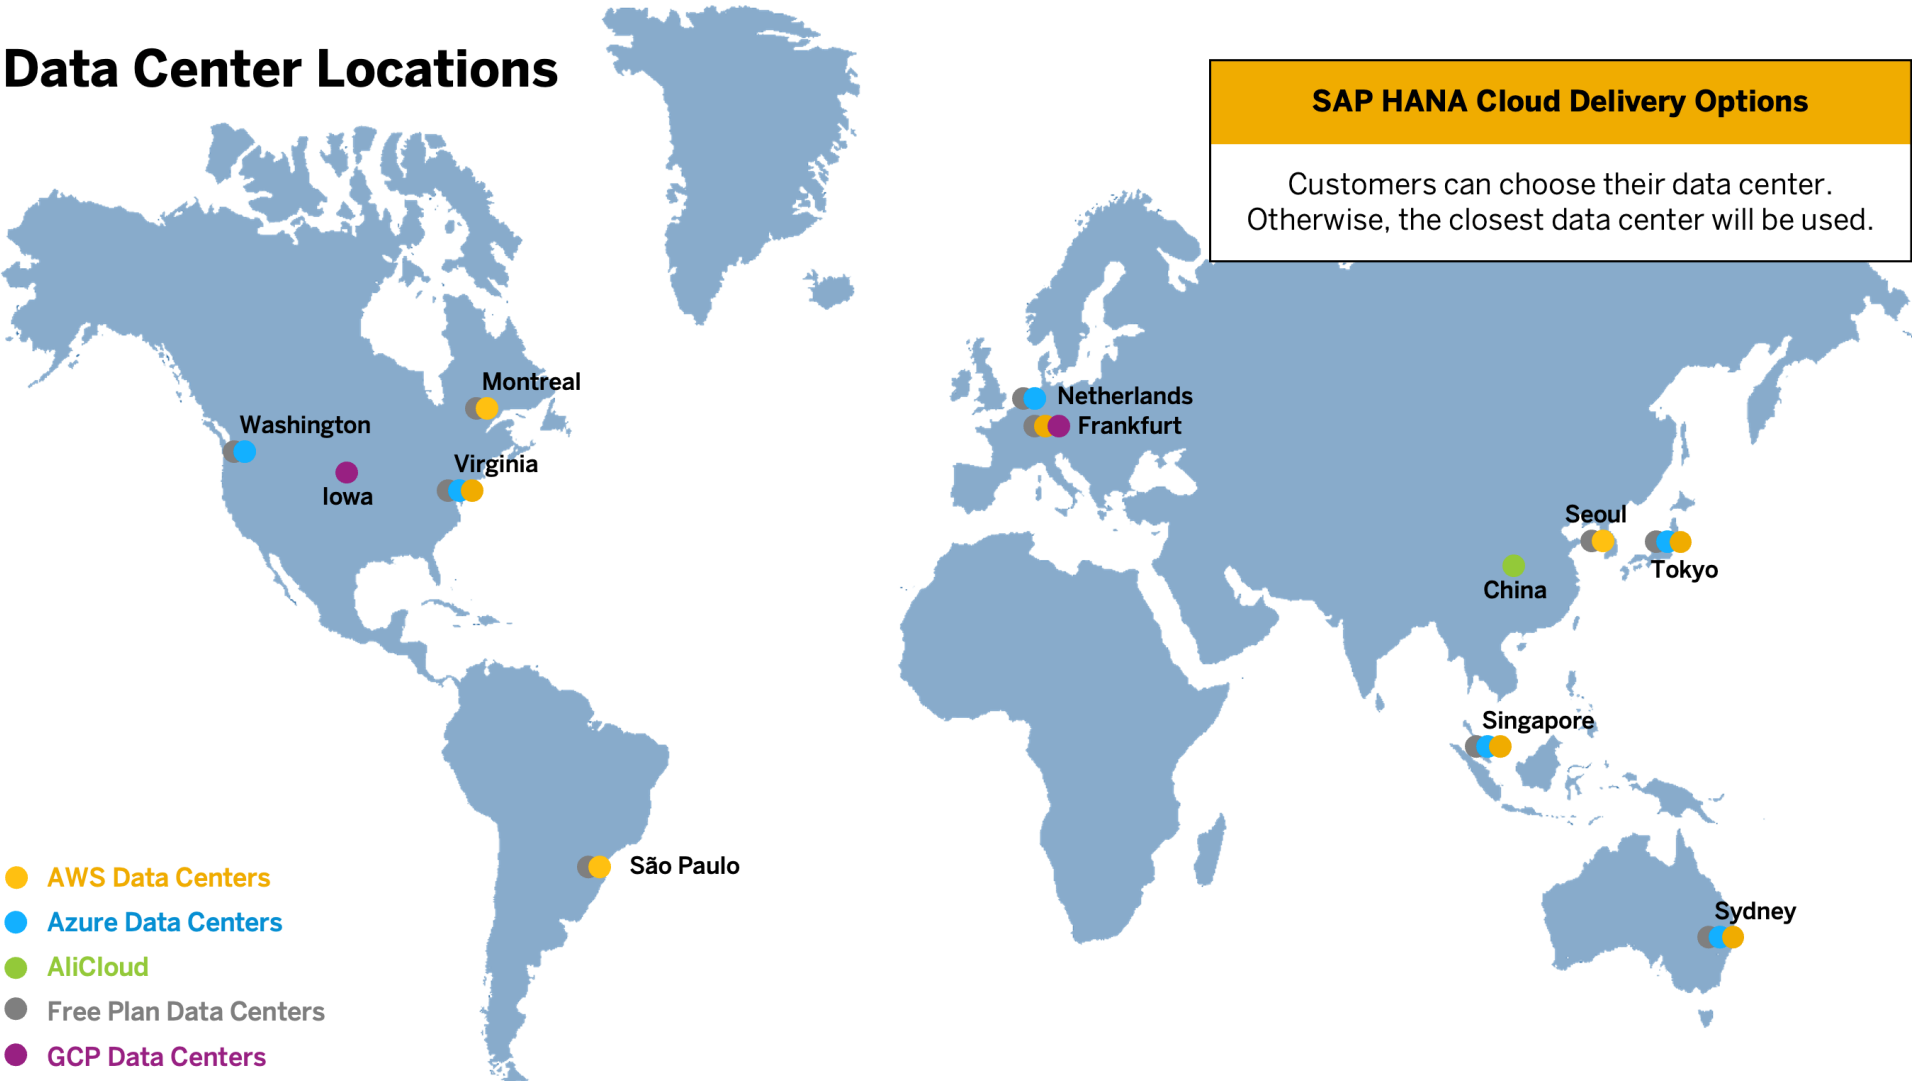 Data Center Locations
SAP HANA Cloud Delivery Options
Customers can choose their data center.
Otherwise, the closest data center will be used.
Montreal
Washington
Virginia
Iowa
Netherlands
Frankfurt
Seoul
Tokyo
China
Singapore
São Paulo
Sydney
AWS Data Centers
Azure Data Centers
AliCloud
Free Plan Data Centers
GCP Data Centers